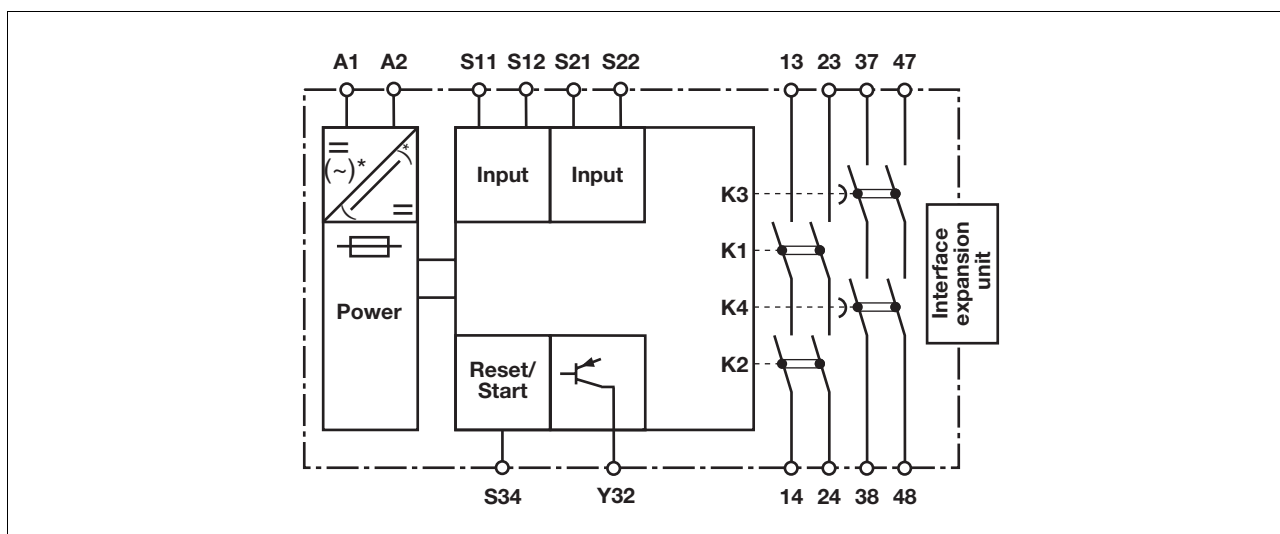 A1 A2 S11 S12 S21 S22 13 23 37 47
= (~)* * =
Input Input
K3
K1
K4
K2
Power
Reset/
Start
Interface
expansion
unit
S34 Y32 14 24 38 48